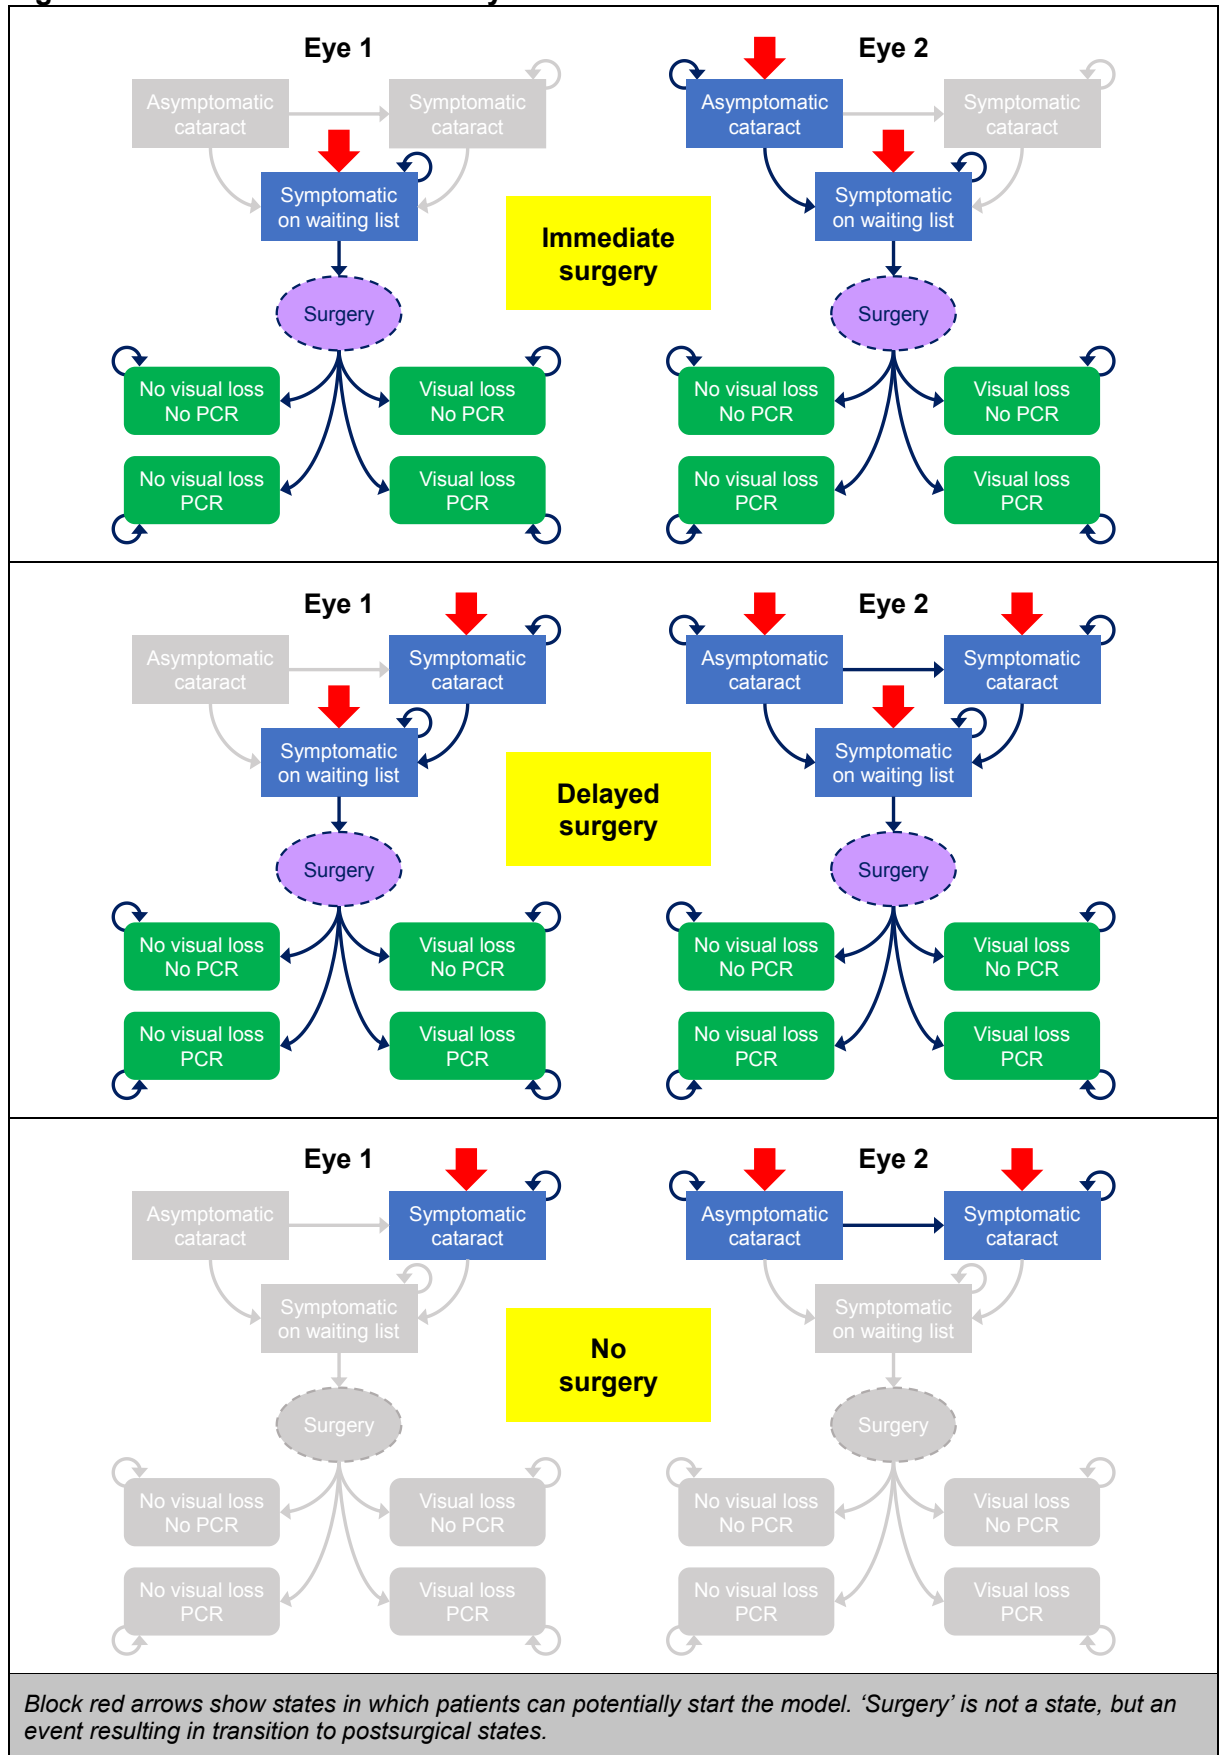 Eye 1
Eye 2
Asymptomatic
cataract
Symptomatic
cataract
Asymptomatic
cataract
Symptomatic
cataract
Symptomatic
on waiting list
Symptomatic
on waiting list
Immediate
surgery
Surgery
Surgery
No visual loss
No PCR
Visual loss
No PCR
No visual loss
No PCR
Visual loss
No PCR
No visual loss
PCR
Visual loss
PCR
No visual loss
PCR
Visual loss
PCR
Eye 1
Eye 2
Asymptomatic
cataract
Symptomatic
cataract
Asymptomatic
cataract
Symptomatic
cataract
Symptomatic
on waiting list
Symptomatic
on waiting list
Delayed
surgery
Surgery
Surgery
No visual loss
No PCR
Visual loss
No PCR
No visual loss
No PCR
Visual loss
No PCR
No visual loss
PCR
Visual loss
PCR
No visual loss
PCR
Visual loss
PCR
Eye 1
Eye 2
Asymptomatic
cataract
Symptomatic
cataract
Asymptomatic
cataract
Symptomatic
cataract
Symptomatic
on waiting list
Symptomatic
on waiting list
No
surgery
Surgery
Surgery
No visual loss
No PCR
Visual loss
No PCR
No visual loss
No PCR
Visual loss
No PCR
No visual loss
PCR
Visual loss
PCR
No visual loss
PCR
Visual loss
PCR
Block red arrows show states in which patients can potentially start the model. ‘Surgery’ is not a state, but an
event resulting in transition to postsurgical states.